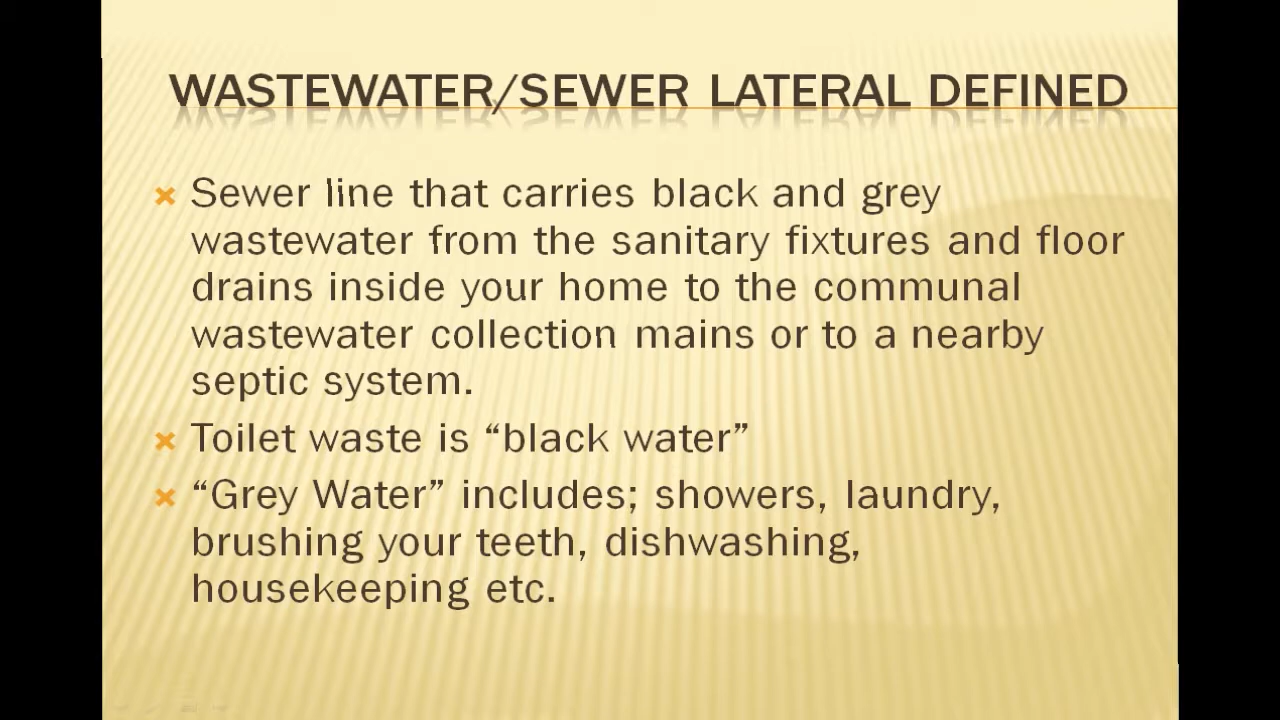 WASTEWATER/SEWER LATERAL DEFINED
Sewer line that carries black and grey
wastewater from the sanitary fixtures and floor
drains inside your home to the communal
wastewater collection mains or to a nearby
septic system.
Toilet waste is “black water”
“Grey Water” includes; showers, laundry,
brushing your teeth, dishwashing,
housekeeping etc.